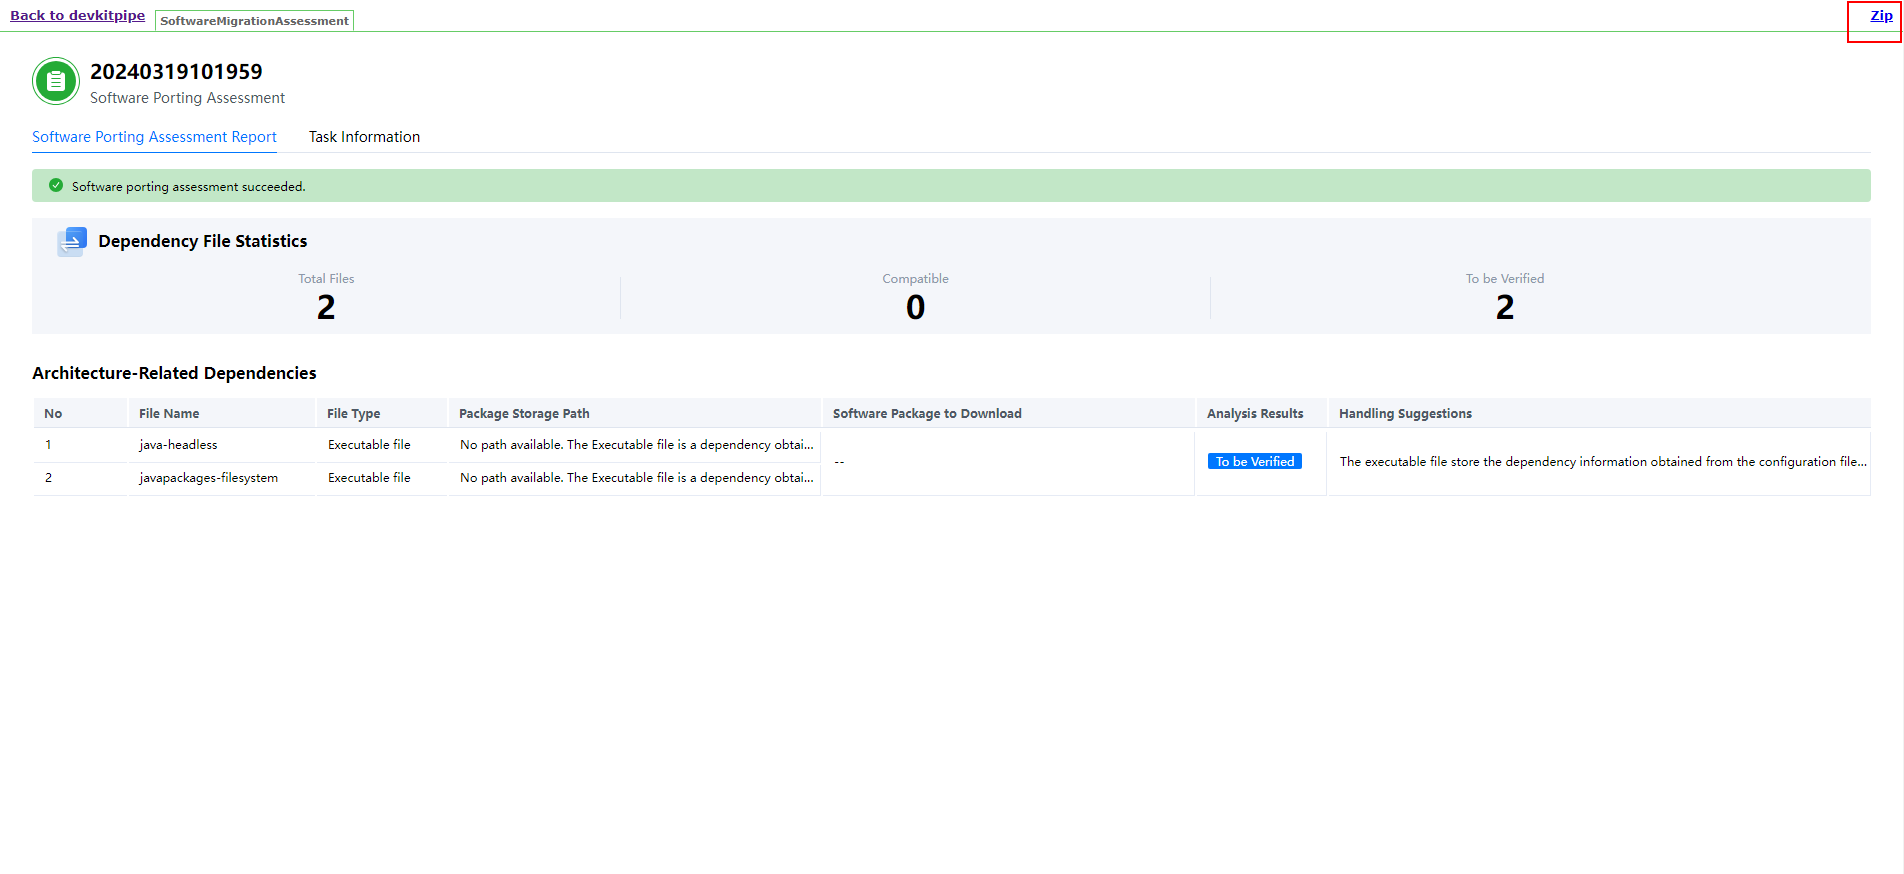 Back to devkitpipe SoftwareMigrationAssessment Zip
20240319101959
Software Porting Assessment
Software Porting Assessment Report Task Information
Software porting assessment succeeded.
Dependency File Statistics
Total Files Compatible To be Verified
2 0 2
Architecture-Related Dependencies
No File Name File Type Package Storage Path Software Package to Download Analysis Results Handling Suggestions
1 java-headless Executable file No path available. The Executable file is a dependency obtai...
-- To be Verified The executable file store the dependency information obtained from the configuration file...
2 javapackages-filesystem Executable file No path available. The Executable file is a dependency obtai...